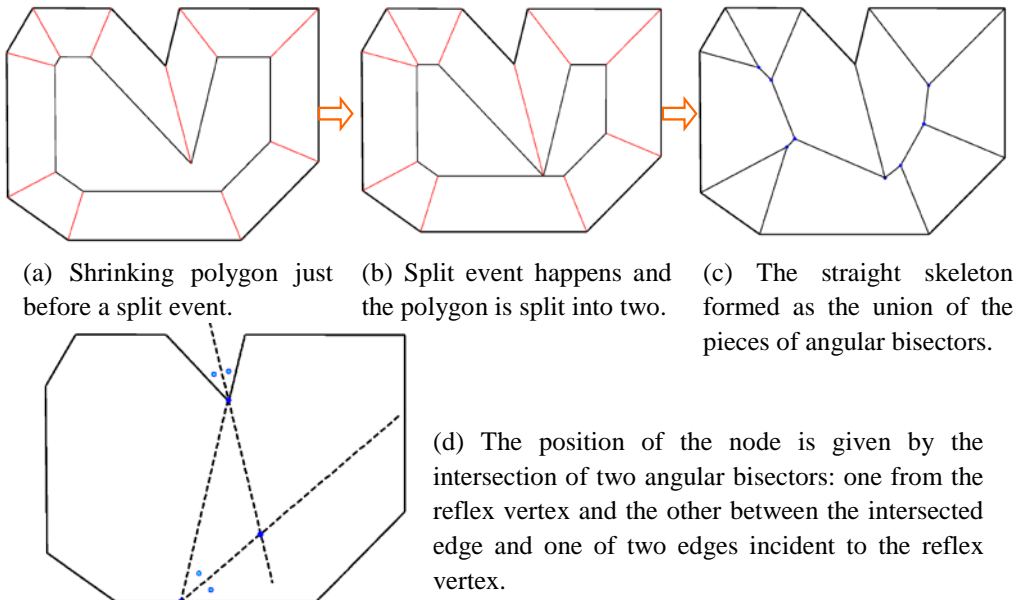 (a) Shrinking polygon just
before a split event.
(b) Split event happens and
the polygon is split into two.
(c) The straight skeleton
formed as the union of the
pieces of angular bisectors.
(d) The position of the node is given by the
intersection of two angular bisectors: one from the
reflex vertex and the other between the intersected
edge and one of two edges incident to the reflex
vertex.